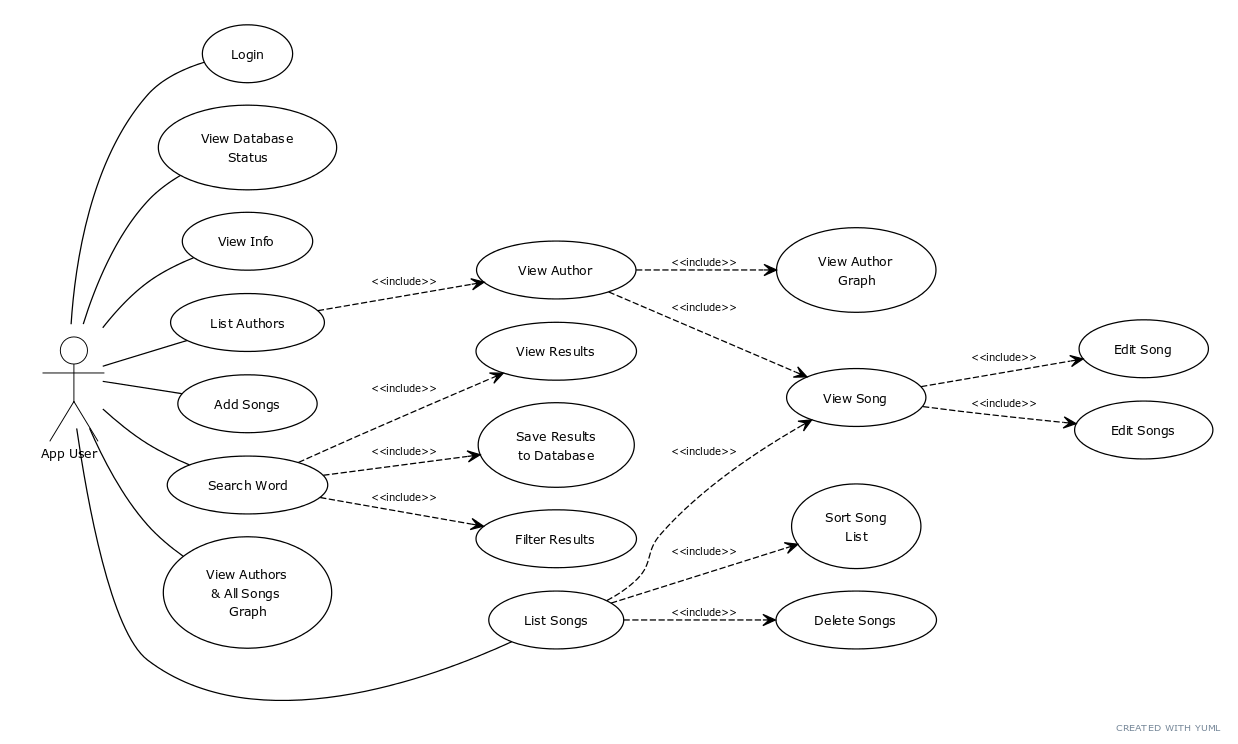 Login
View Database
Status
View Info
List Authors
Add Songs
App User
Search Word
View Authors
& All Songs
Graph
<<include>>
<<include>>
<<include>>
<<include>>
View Author
View Results
Save Results
to Database
Filter Results
List Songs
<<include>>
<<include>>
<<include>>
<<include>>
<<include>>
View Author
Graph
View Song
Sort Song
List
Delete Songs
<<include>>
<<include>>
Edit Song
Edit Songs
CREATED WITH YUML